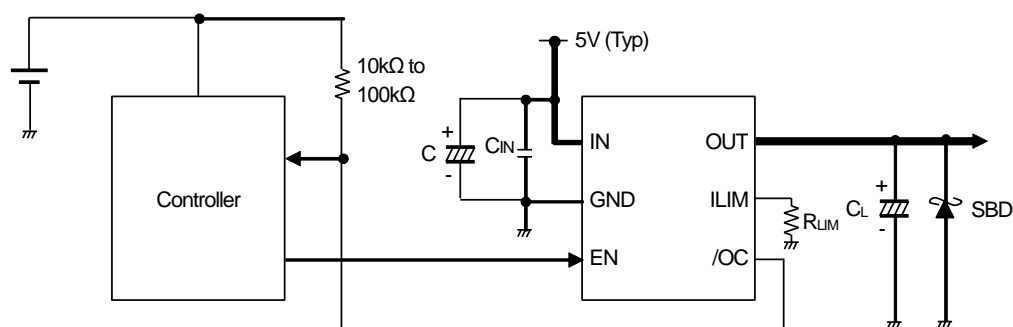 5V (Typ)
10kΩ to
100kΩ
+
C
-
CIN
IN
OUT
Controller
GND
ILIM
RLIM
+
CL
-
SBD
EN
/OC